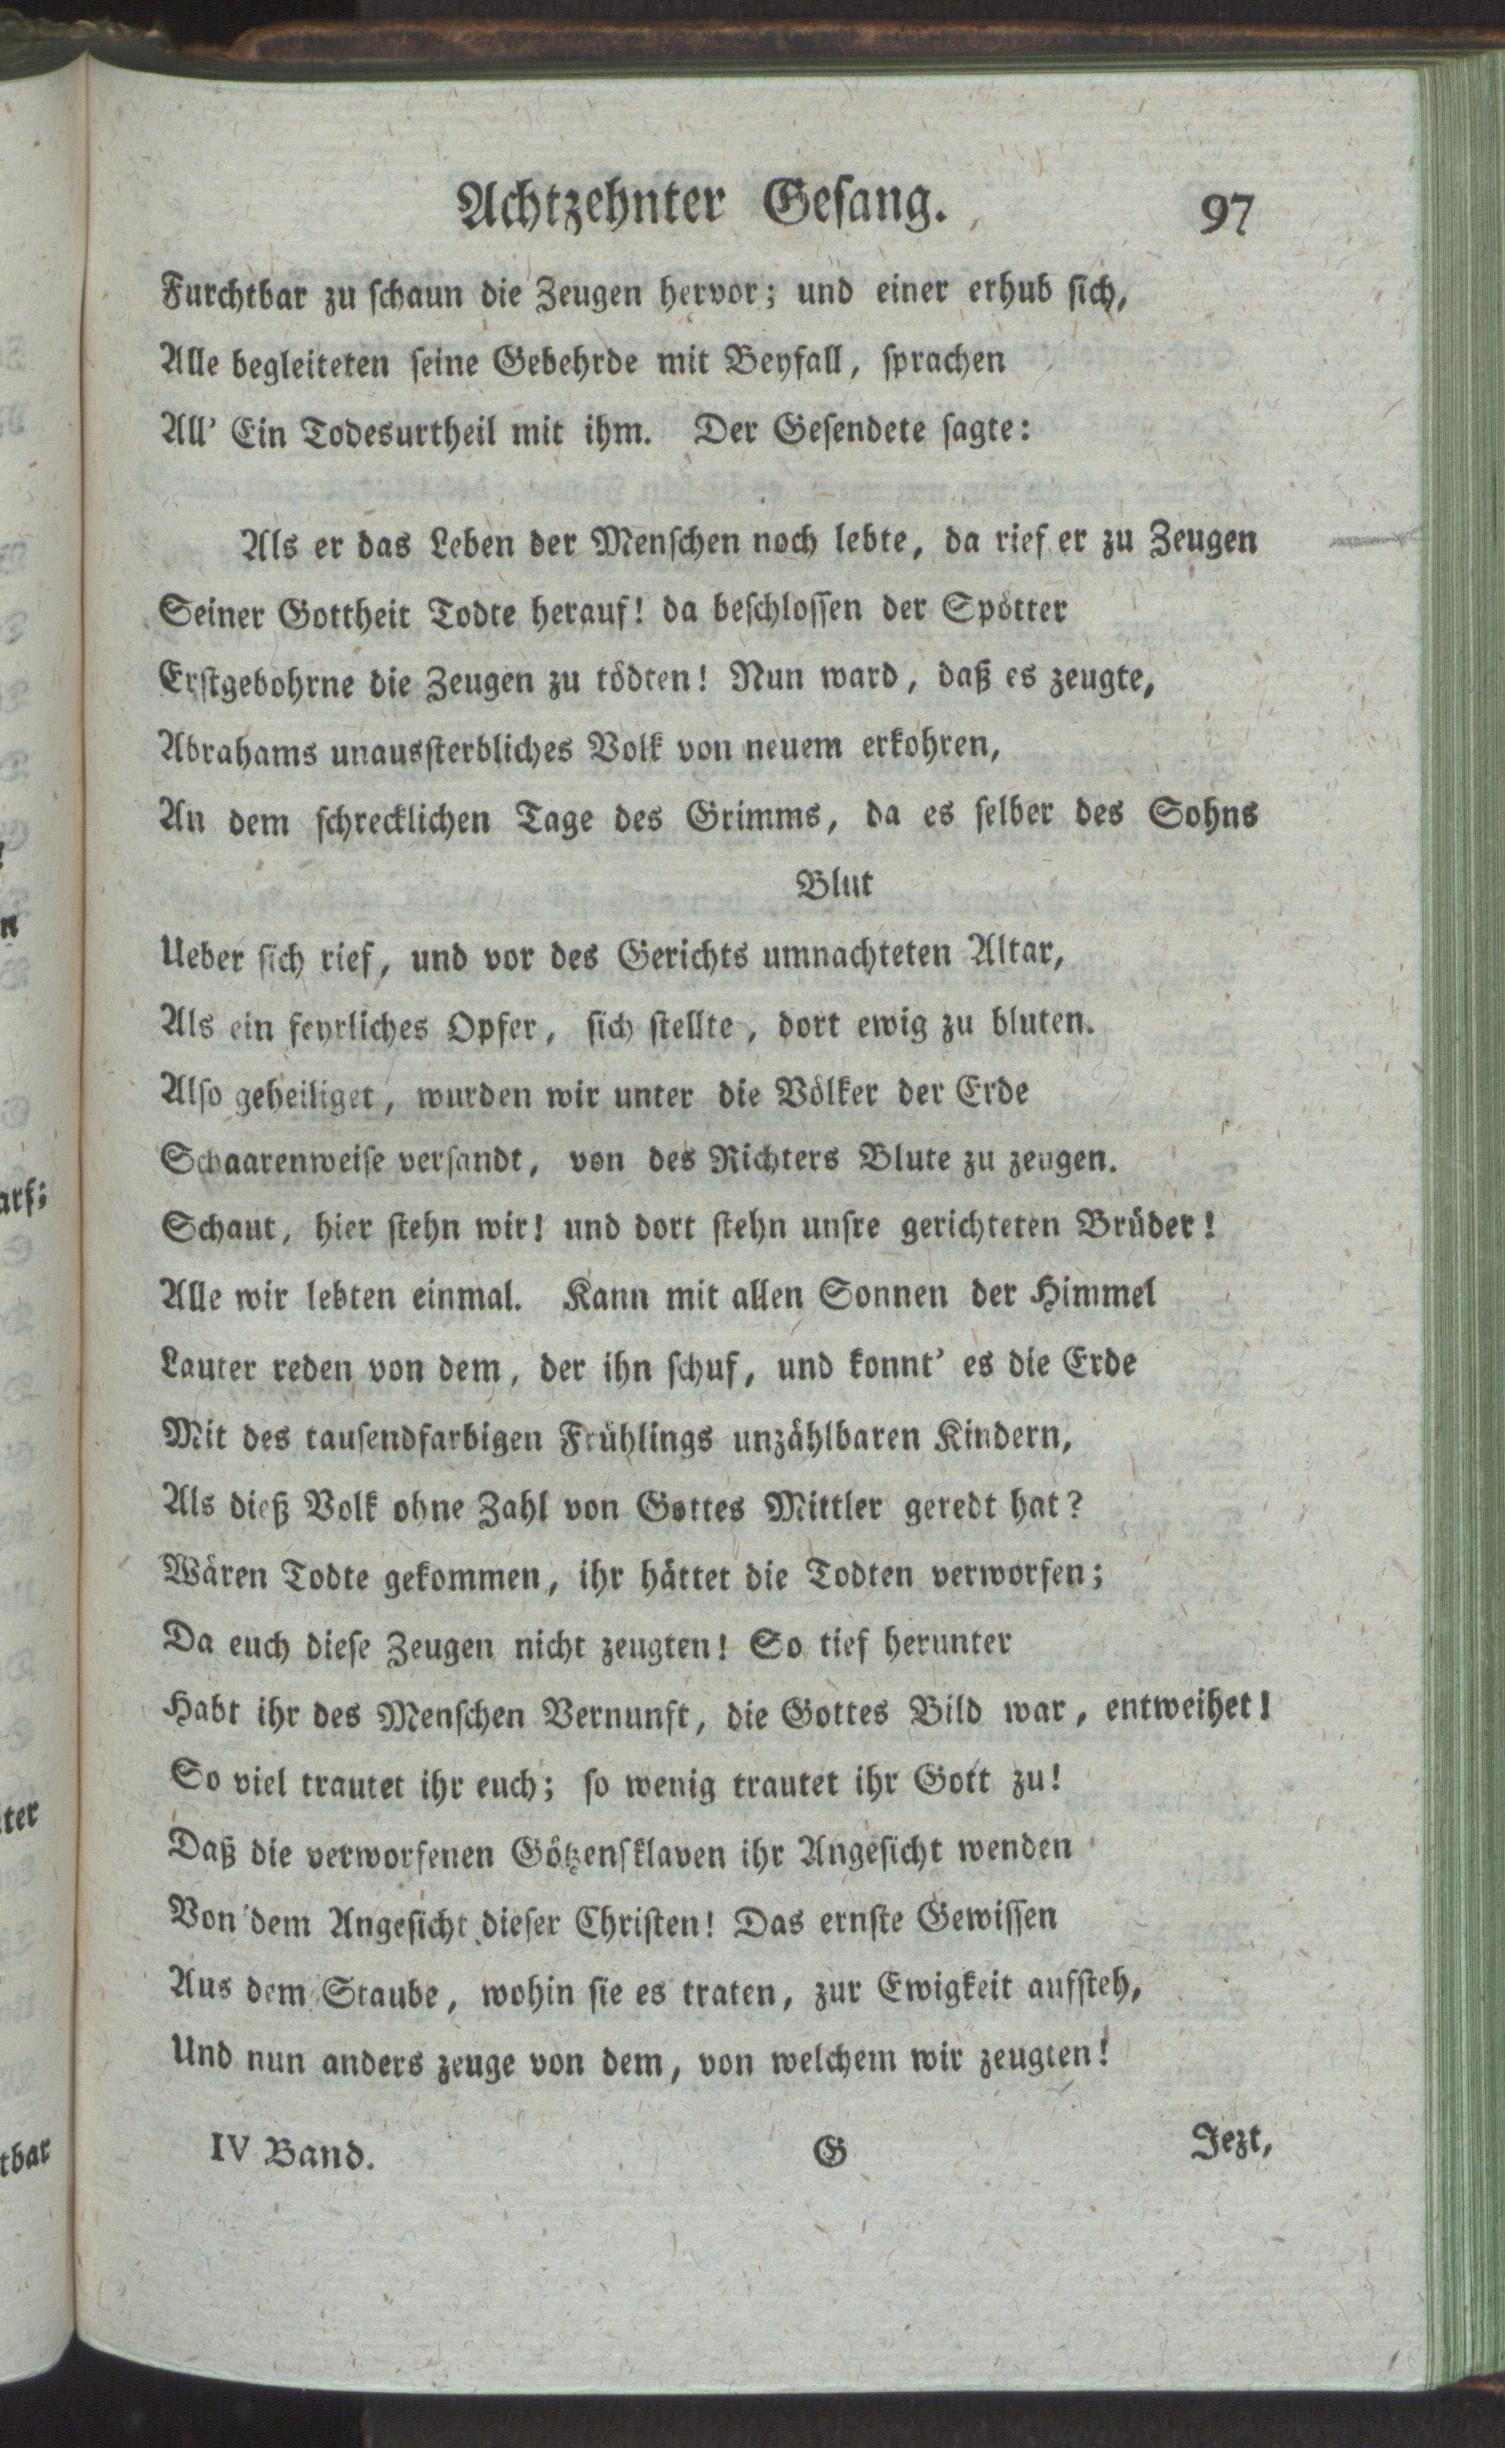 Achtzehnter Gesang. 97
Furchtbar zu schaun die Zeugen hervor; und einer erhub sich,
Alle begleiteten seine Gebehrde mit Beyfall, sprachen
All' Ein Todesurtheil mit ihm. Der Gesendete sagte:
Als er das Leben der Menschen noch lebte, da rief er zu Zeugen
Seiner Gottheit Todte herauf! da beschlossen der Spötter
Erstgebohrne die Zeugen zu tödten! Nun ward, daß es zeugte,
Abrahams unaussterbliches Volk von neuem erkohren,
An dem schrecklichen Tage des Grimms, da es selber des Sohns
Blut
Ueber sich rief, und vor des Gerichts umnachteten Altar,
Als ein feyrliches Opfer, sich stellte, dort ewig zu bluten.
Also geheiliget, wurden wir unter die Völker der Erde
Schaarenweise versandt, von des Richters Blute zu zeugen.
Schaut, hier stehn wir! und dort stehn unsre gerichteten Brüder!
Alle wir lebten einmal. Kann mit allen Sonnen der Himmel
Lauter reden von dem, der ihn schuf, und konnt' es die Erde
Mit des tausendfarbigen Frühlings unzählbaren Kindern,
Als dieß Volk ohne Zahl von Gottes Mittler geredt hat?
Wären Todte gekommen, ihr hättet die Todten verworfen;
Da euch diese Zeugen nicht zeugten! So tief herunter
Habt ihr des Menschen Vernunft, die Gottes Bild war, entweihet!
So viel trautet ihr euch; so wenig trautet ihr Gott zu!
Daß die verworfenen Götzensklaven ihr Angesicht wenden
Von dem Angesicht dieser Christen! Das ernste Gewissen
Aus dem Staube, wohin sie es traten, zur Ewigkeit aufsteh,
Und nun anders zeuge von dem, von welchem wir zeugten!
IV Band. G Jezt,